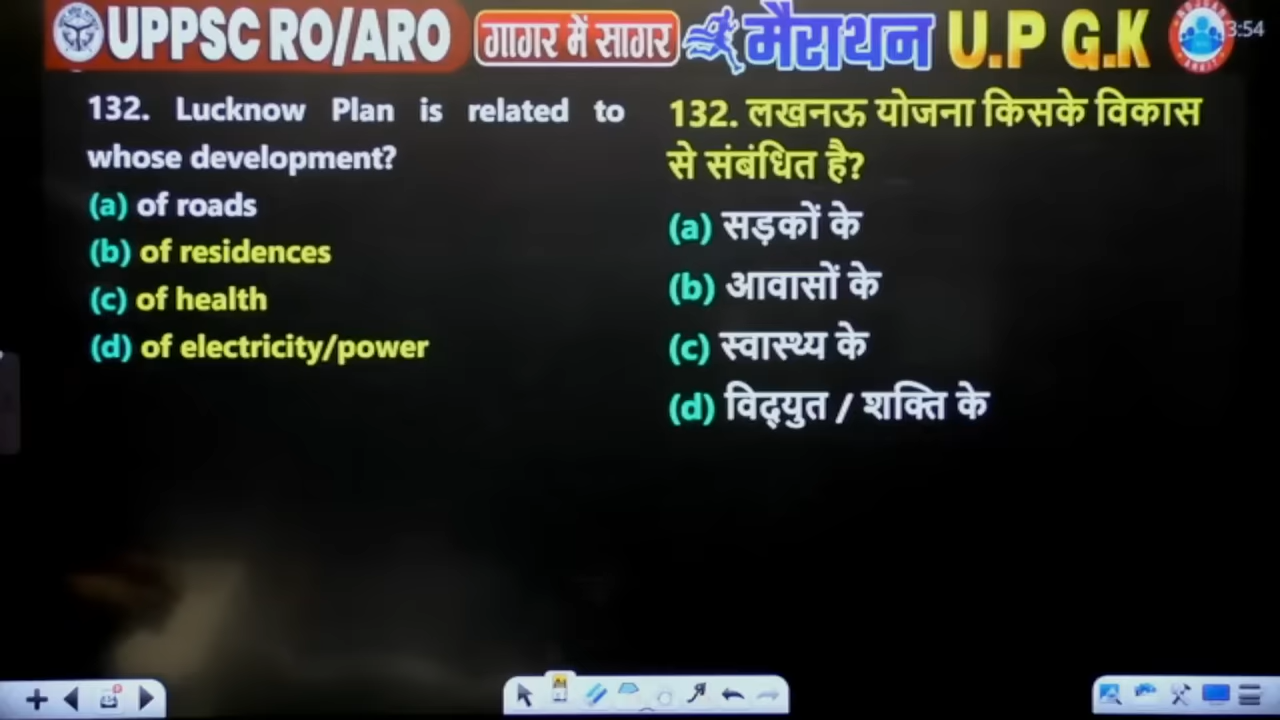 UPPSC RO/ARO गागर में सागर मैराथन U.P G.K
3:54
132. Lucknow Plan is related to
whose development?
(a) of roads
(b) of residences
(c) of health
(d) of electricity/power
132. लखनऊ योजना किसके विकास
से संबंधित है?
(a) सड़कों के
(b) आवासों के
(c) स्वास्थ्य के
(d) विद्युत / शक्ति के